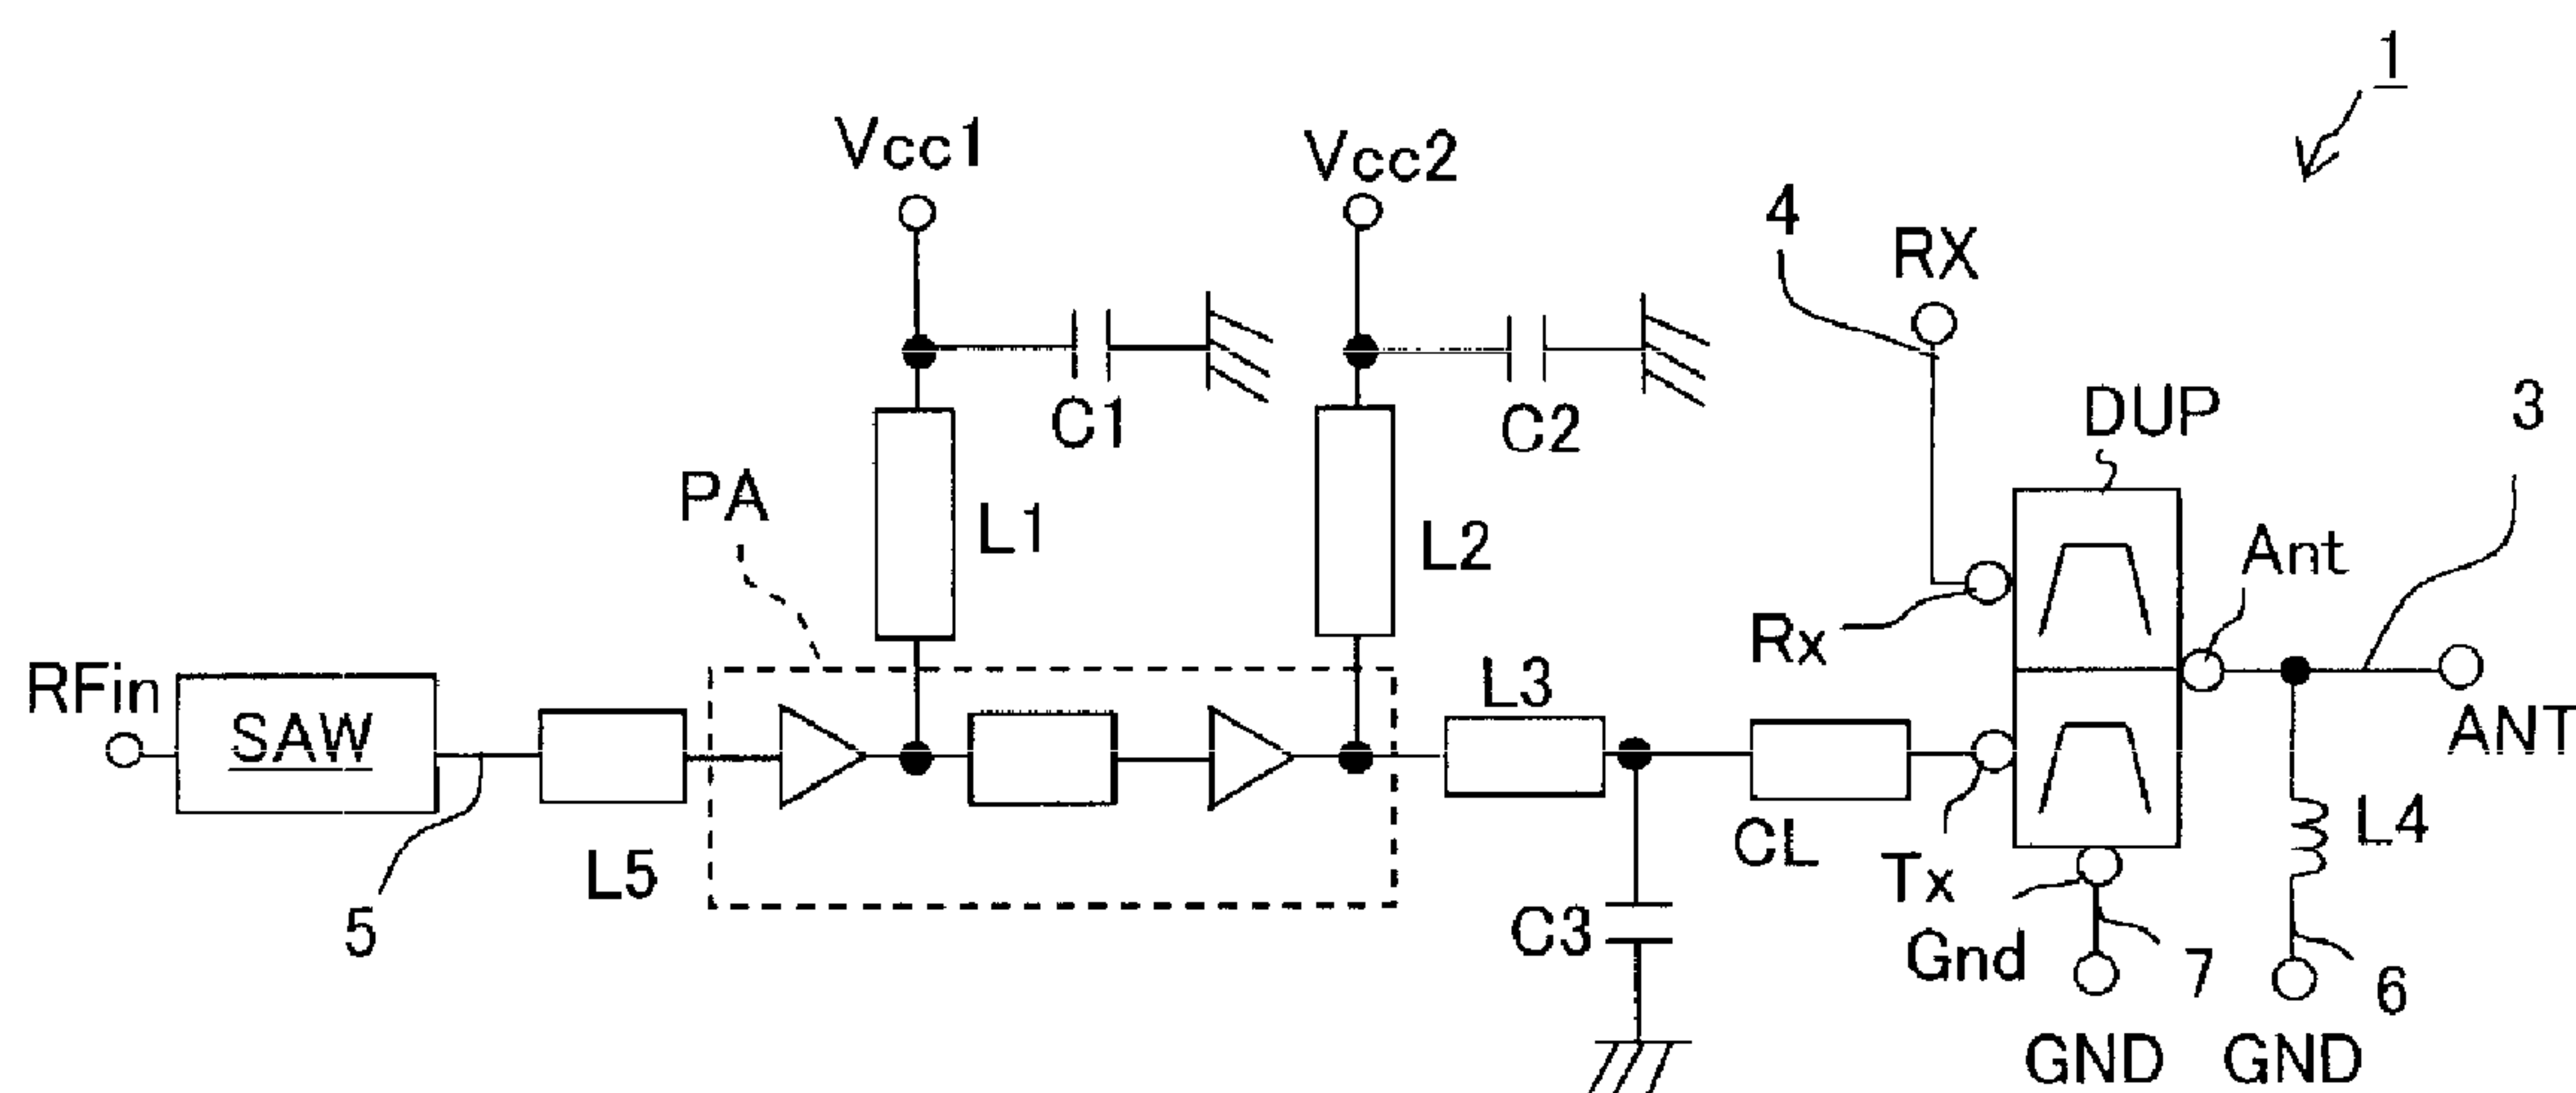 1
Vcc1
Vcc2
4
RX
C1
C2
DUP
3
PA
L1
L2
Ant
Rx
RFin
SAW
L3
ANT
L5
CL
Tx
L4
5
C3
Gnd
7
6
GND
GND